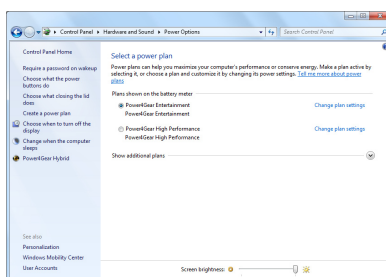 Control Panel ▸ Hardware and Sound ▸ Power Options
Search Control Panel
Control Panel Home
Require a password on wakeup
Choose what the power
buttons do
Choose what closing the lid
does
Create a power plan
Choose when to turn off the
display
Change when the computer
sleeps
Power4Gear Hybrid
See also
Personalization
Windows Mobility Center
User Accounts
Select a power plan
Power plans can help you maximize your computer's performance or conserve energy. Make a plan active by
selecting it, or choose a plan and customize it by changing its power settings. Tell me more about power
plans
Plans shown on the battery meter
Power4Gear Entertainment Change plan settings
Power4Gear Entertainment
Power4Gear High Performance Change plan settings
Power4Gear High Performance
Show additional plans
Screen brightness: